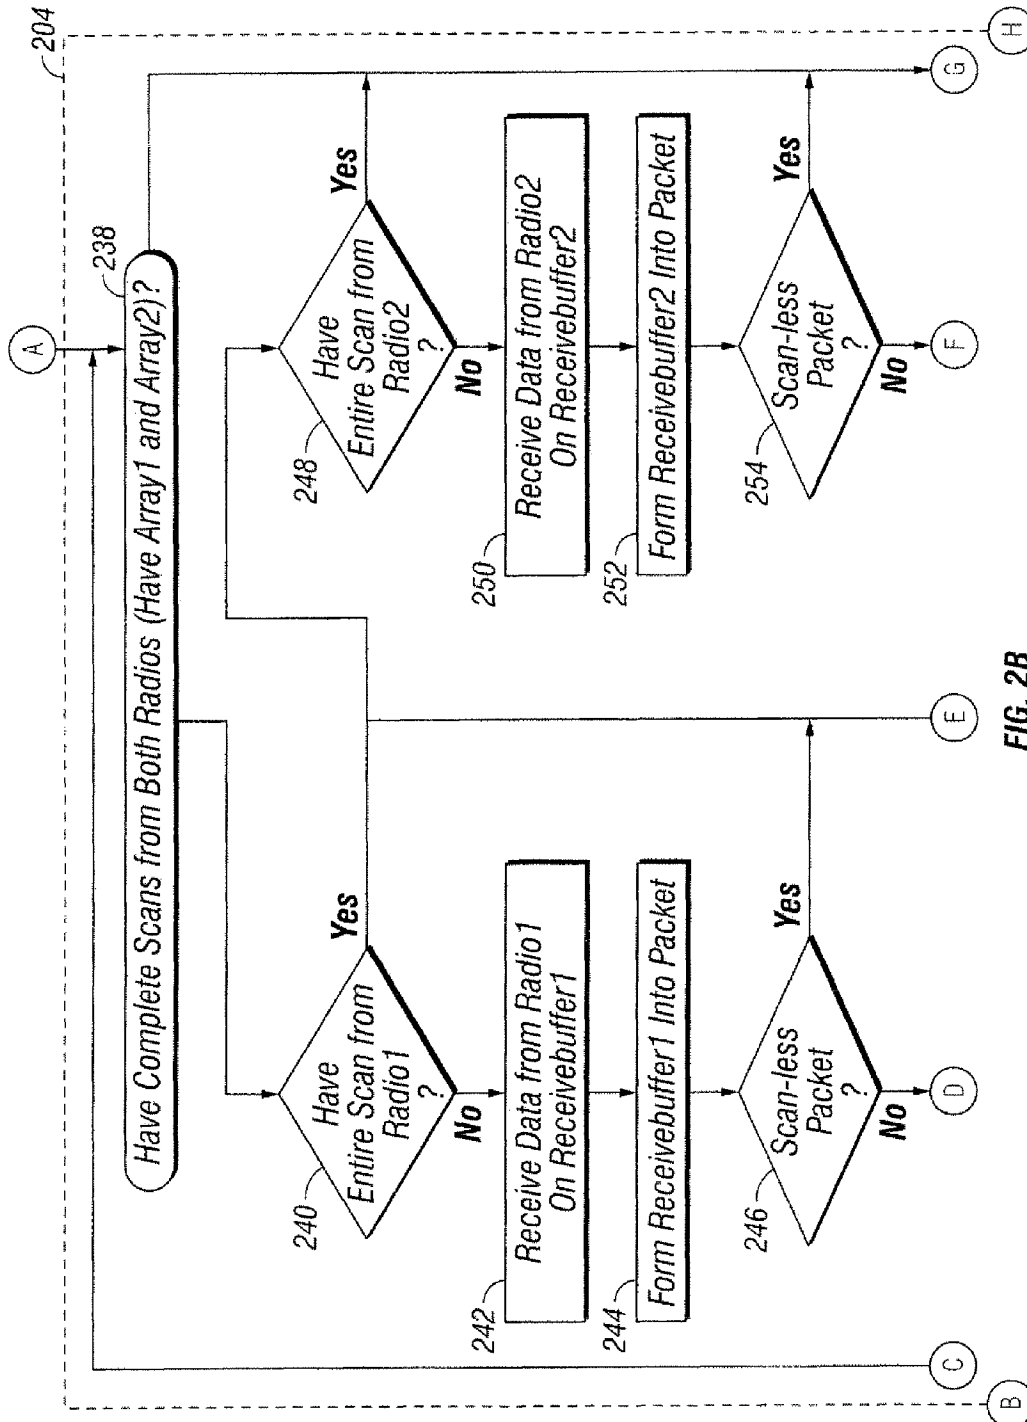 204
A
238
Have Complete Scans from Both Radios (Have Array1 and Array2)?
240
Have
Entire Scan from
Radio1
?
Yes
No
242
Receive Data from Radio1
On Receivebuffer1
244
Form Receivebuffer1 Into Packet
246
Scan-less
Packet
?
Yes
No
248
Have
Entire Scan from
Radio2
?
Yes
No
250
Receive Data from Radio2
On Receivebuffer2
252
Form Receivebuffer2 Into Packet
254
Scan-less
Packet
?
Yes
No
B
C
D
E
F
G
H
FIG. 2B